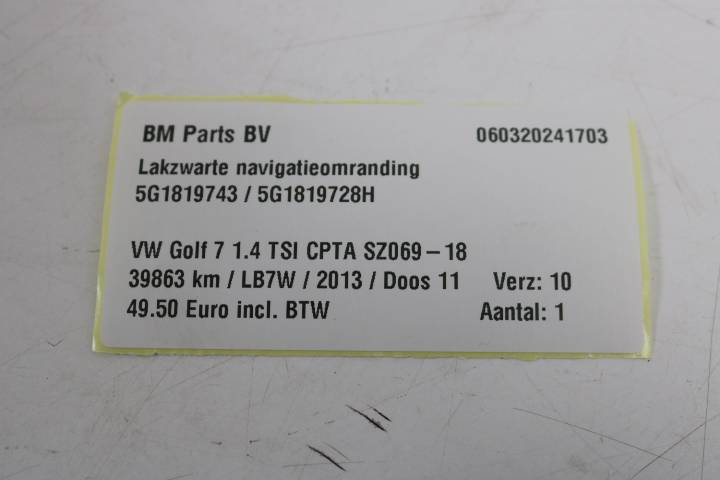 BM Parts BV 060320241703
Lakzwarte navigatieomranding
5G1819743 / 5G1819728H
VW Golf 7 1.4 TSI CPTA SZ069-18
39863 km / LB7W / 2013 / Doos 11 Verz: 10
49.50 Euro incl. BTW Aantal: 1